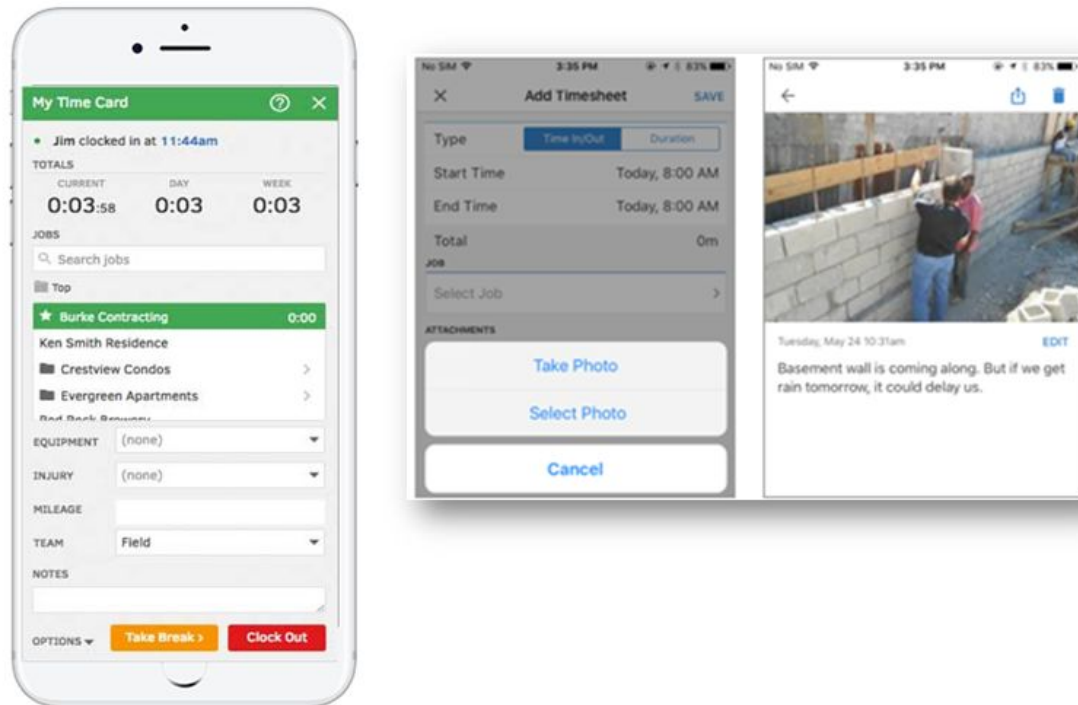 My Time Card
Jim clocked in at 11:44am
TOTALS
CURRENT DAY WEEK
0:03:58 0:03 0:03
JOBS
Search jobs
Top
Burke Contracting 0:00
Ken Smith Residence
Crestview Condos
Evergreen Apartments
Red Rock Brewery
EQUIPMENT (none)
INJURY (none)
MILEAGE
TEAM Field
NOTES
OPTIONS Take Break > Clock Out
No SIM 3:35 PM 83%
Add Timesheet SAVE
Type Time In/Out Duration
Start Time Today, 8:00 AM
End Time Today, 8:00 AM
Total 0m
JOB
Select Job
ATTACHMENTS
Take Photo
Select Photo
Cancel
No SIM 3:35 PM 83%
Tuesday, May 24 10:31am EDIT
Basement wall is coming along. But if we get
rain tomorrow, it could delay us.